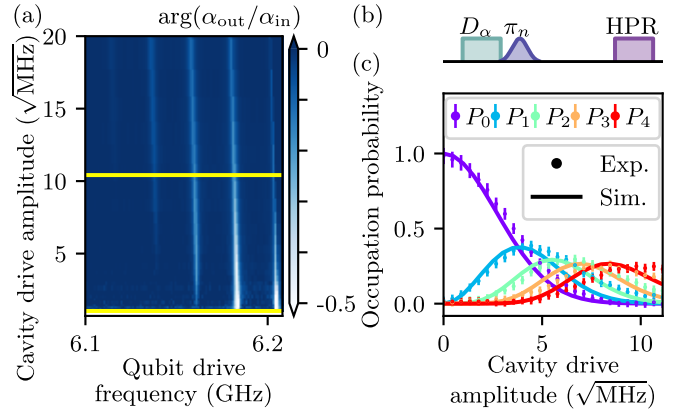 (a)
arg(α_out/α_in)
Cavity drive amplitude (√MHz)
20
15
10
5
6.1
6.2
Qubit drive
frequency (GHz)
0
-0.5
(b)
D_α
π_n
HPR
(c)
Occupation probability
P_0 P_1 P_2 P_3 P_4
Exp.
Sim.
1.0
0.5
0.0
0
5
10
Cavity drive
amplitude (√MHz)